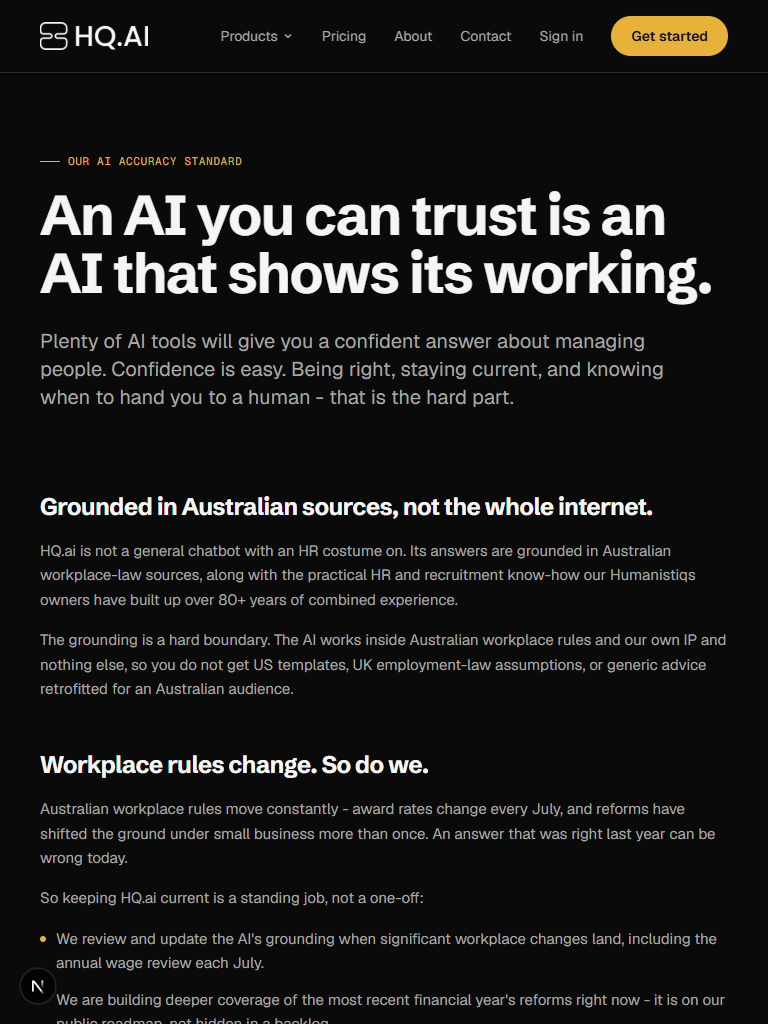 HQ.AI
Products
Pricing
About
Contact
Sign in
Get started
OUR AI ACCURACY STANDARD
An AI you can trust is an
AI that shows its working.
Plenty of AI tools will give you a confident answer about managing
people. Confidence is easy. Being right, staying current, and knowing
when to hand you to a human - that is the hard part.
Grounded in Australian sources, not the whole internet.
HQ.ai is not a general chatbot with an HR costume on. Its answers are grounded in Australian
workplace-law sources, along with the practical HR and recruitment know-how our Humanistiqs
owners have built up over 80+ years of combined experience.
The grounding is a hard boundary. The AI works inside Australian workplace rules and our own IP and
nothing else, so you do not get US templates, UK employment-law assumptions, or generic advice
retrofitted for an Australian audience.
Workplace rules change. So do we.
Australian workplace rules move constantly - award rates change every July, and reforms have
shifted the ground under small business more than once. An answer that was right last year can be
wrong today.
So keeping HQ.ai current is a standing job, not a one-off:
We review and update the AI's grounding when significant workplace changes land, including the
annual wage review each July.
N
We are building deeper coverage of the most recent financial year's reforms right now - it is on our
public roadmap, not hidden in a backlog.